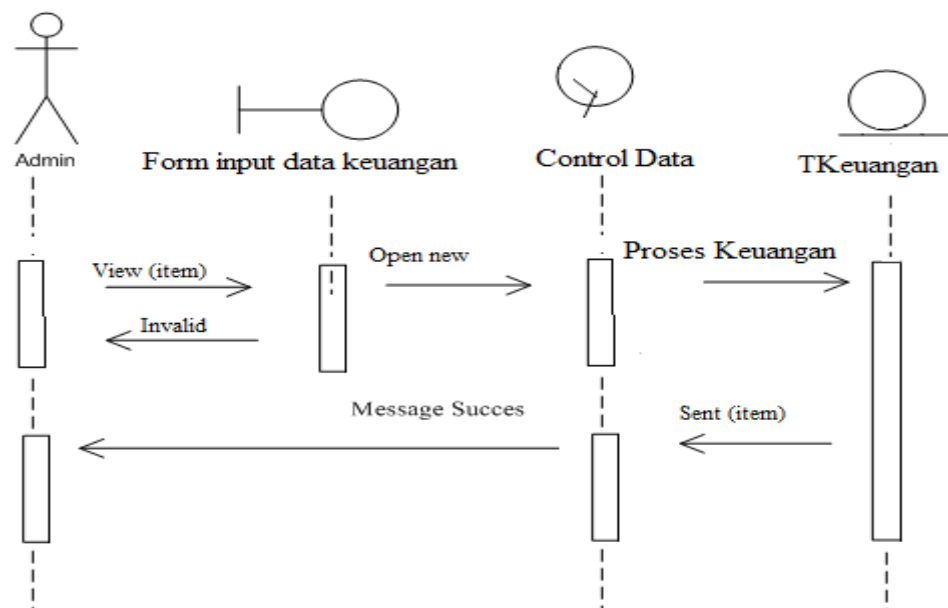 Admin
Form input data keuangan
Control Data
TKeuangan
View (item)
Open new
Proses Keuangan
Invalid
Message Succes
Sent (item)